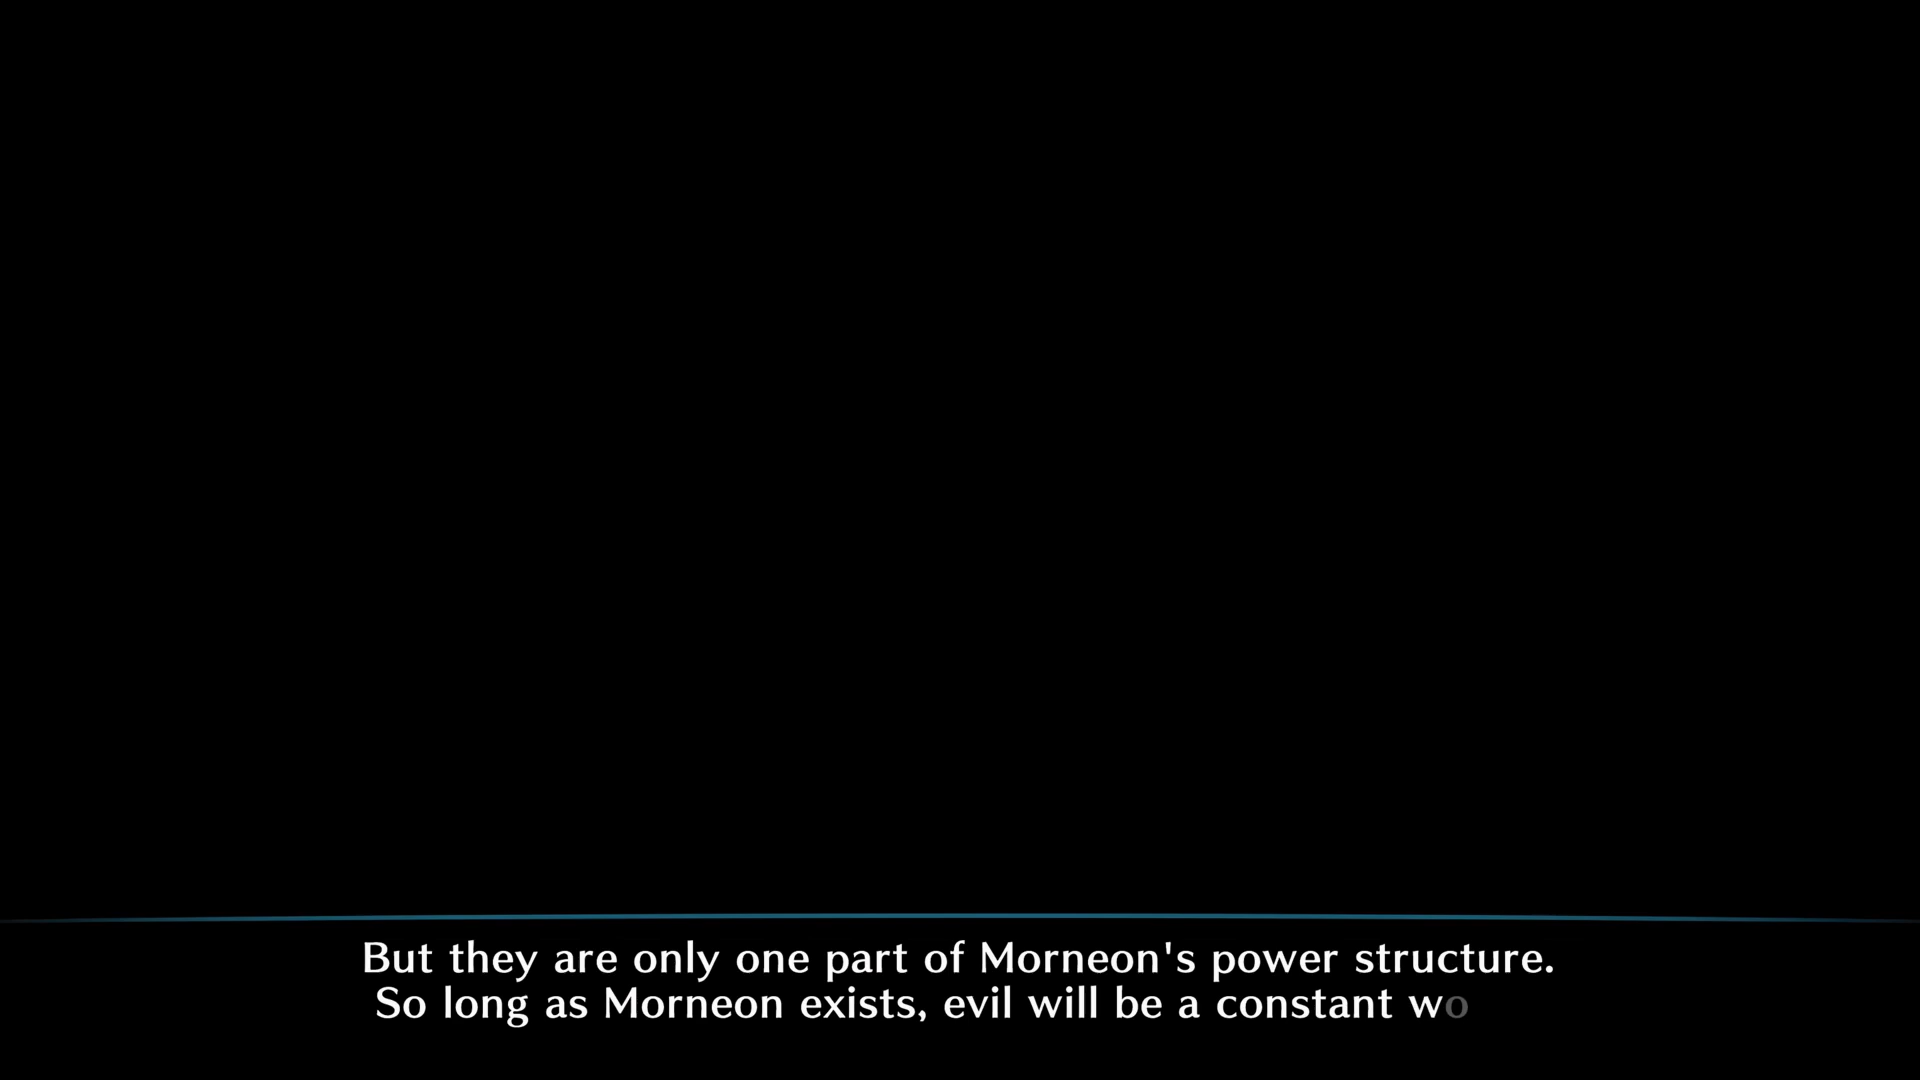 But they are only one part of Morneon's power structure.
So long as Morneon exists, evil will be a constant wo